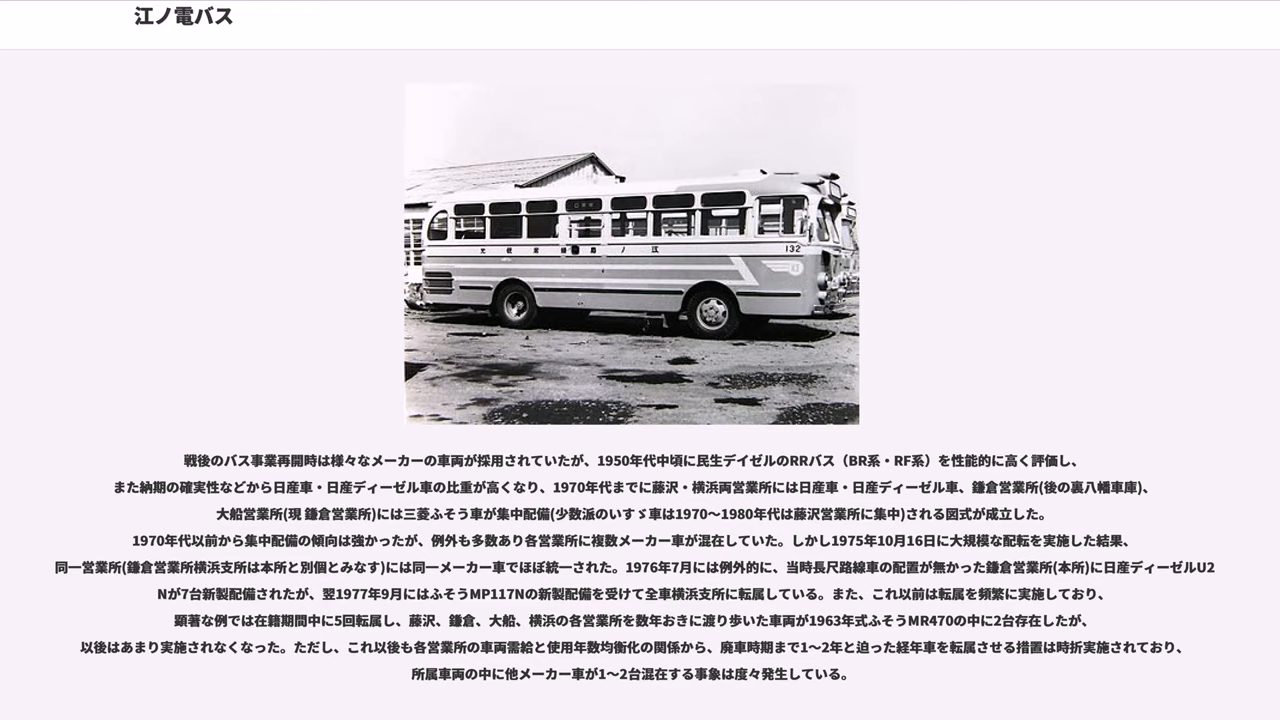 江ノ電バス
132
戦後のバス事業再開時は様々なメーカーの車両が採用されていたが、1950年代中頃に民生デイゼルのRRバス（BR系・RF系）を性能的に高く評価し、
また納期の確実性などから日産車・日産ディーゼル車の比重が高くなり、1970年代までに藤沢・横浜両営業所には日産車・日産ディーゼル車、鎌倉営業所(後の裏八幡車庫)、
大船営業所(現 鎌倉営業所)には三菱ふそう車が集中配備(少数派のいすゞ車は1970〜1980年代は藤沢営業所に集中)される図式が成立した。
1970年代以前から集中配備の傾向は強かったが、例外も多数あり各営業所に複数メーカー車が混在していた。しかし1975年10月16日に大規模な配転を実施した結果、
同一営業所(鎌倉営業所横浜支所は本所と別個とみなす)には同一メーカー車でほぼ統一された。1976年7月には例外的に、当時長尺路線車の配置が無かった鎌倉営業所(本所)に日産ディーゼルU2
Nが7台新製配備されたが、翌1977年9月にはふそうMP117Nの新製配備を受けて全車横浜支所に転属している。また、これ以前は転属を頻繁に実施しており、
顕著な例では在籍期間中に5回転属し、藤沢、鎌倉、大船、横浜の各営業所を数年おきに渡り歩いた車両が1963年式ふそうMR470の中に2台存在したが、
以後はあまり実施されなくなった。ただし、これ以後も各営業所の車両需給と使用年数均衡化の関係から、廃車時期まで1〜2年と迫った経年車を転属させる措置は時折実施されており、
所属車両の中に他メーカー車が1〜2台混在する事象は度々発生している。